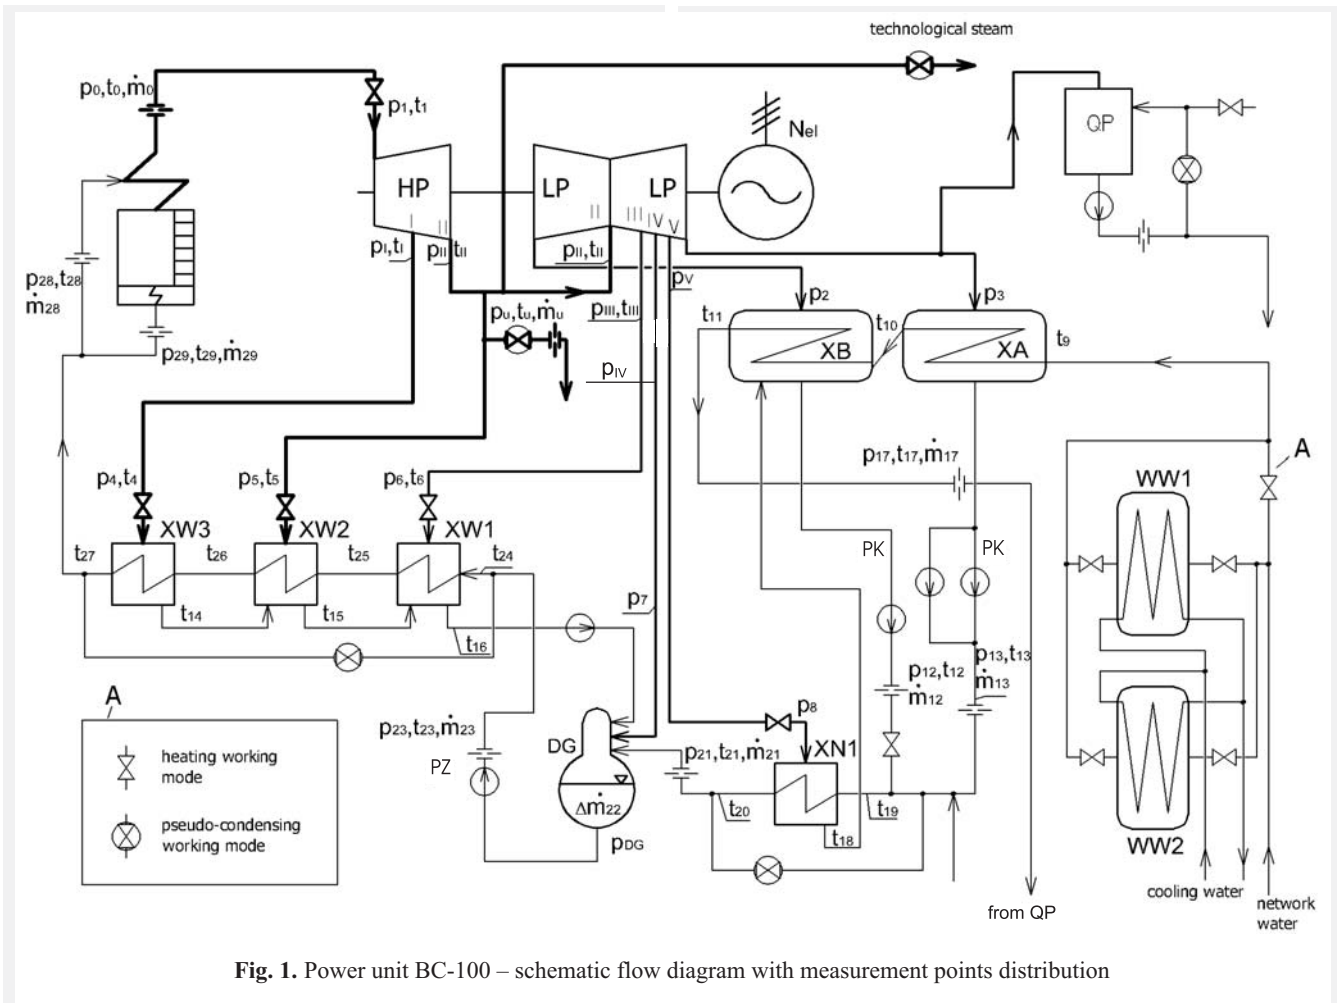 technological steam
p0,t0,ṁ0
p1,t1
QP
Nel
HP
LP
LP
I
II
II
III
IV
V
pI,tI
pII,tII
pII,tII
pV
p28,t28
ṁ28
p2
p3
pu,tu,ṁu
pIII,tIII
t11
t10
t9
XB
XA
p29,t29,ṁ29
pIV
p17,t17,ṁ17
A
p4,t4
p5,t5
p6,t6
WW1
XW3
XW2
XW1
PK
PK
t27
t26
t25
t24
p7
t14
t15
t16
p12,t12
ṁ12
p13,t13
ṁ13
A
p8
p23,t23,ṁ23
DG
p21,t21,ṁ21
XN1
heating working
mode
PZ
Δṁ22
t20
t19
pseudo-condensing
working mode
pDG
t18
WW2
cooling water
network
water
from QP
Fig. 1. Power unit BC-100 – schematic flow diagram with measurement points distribution